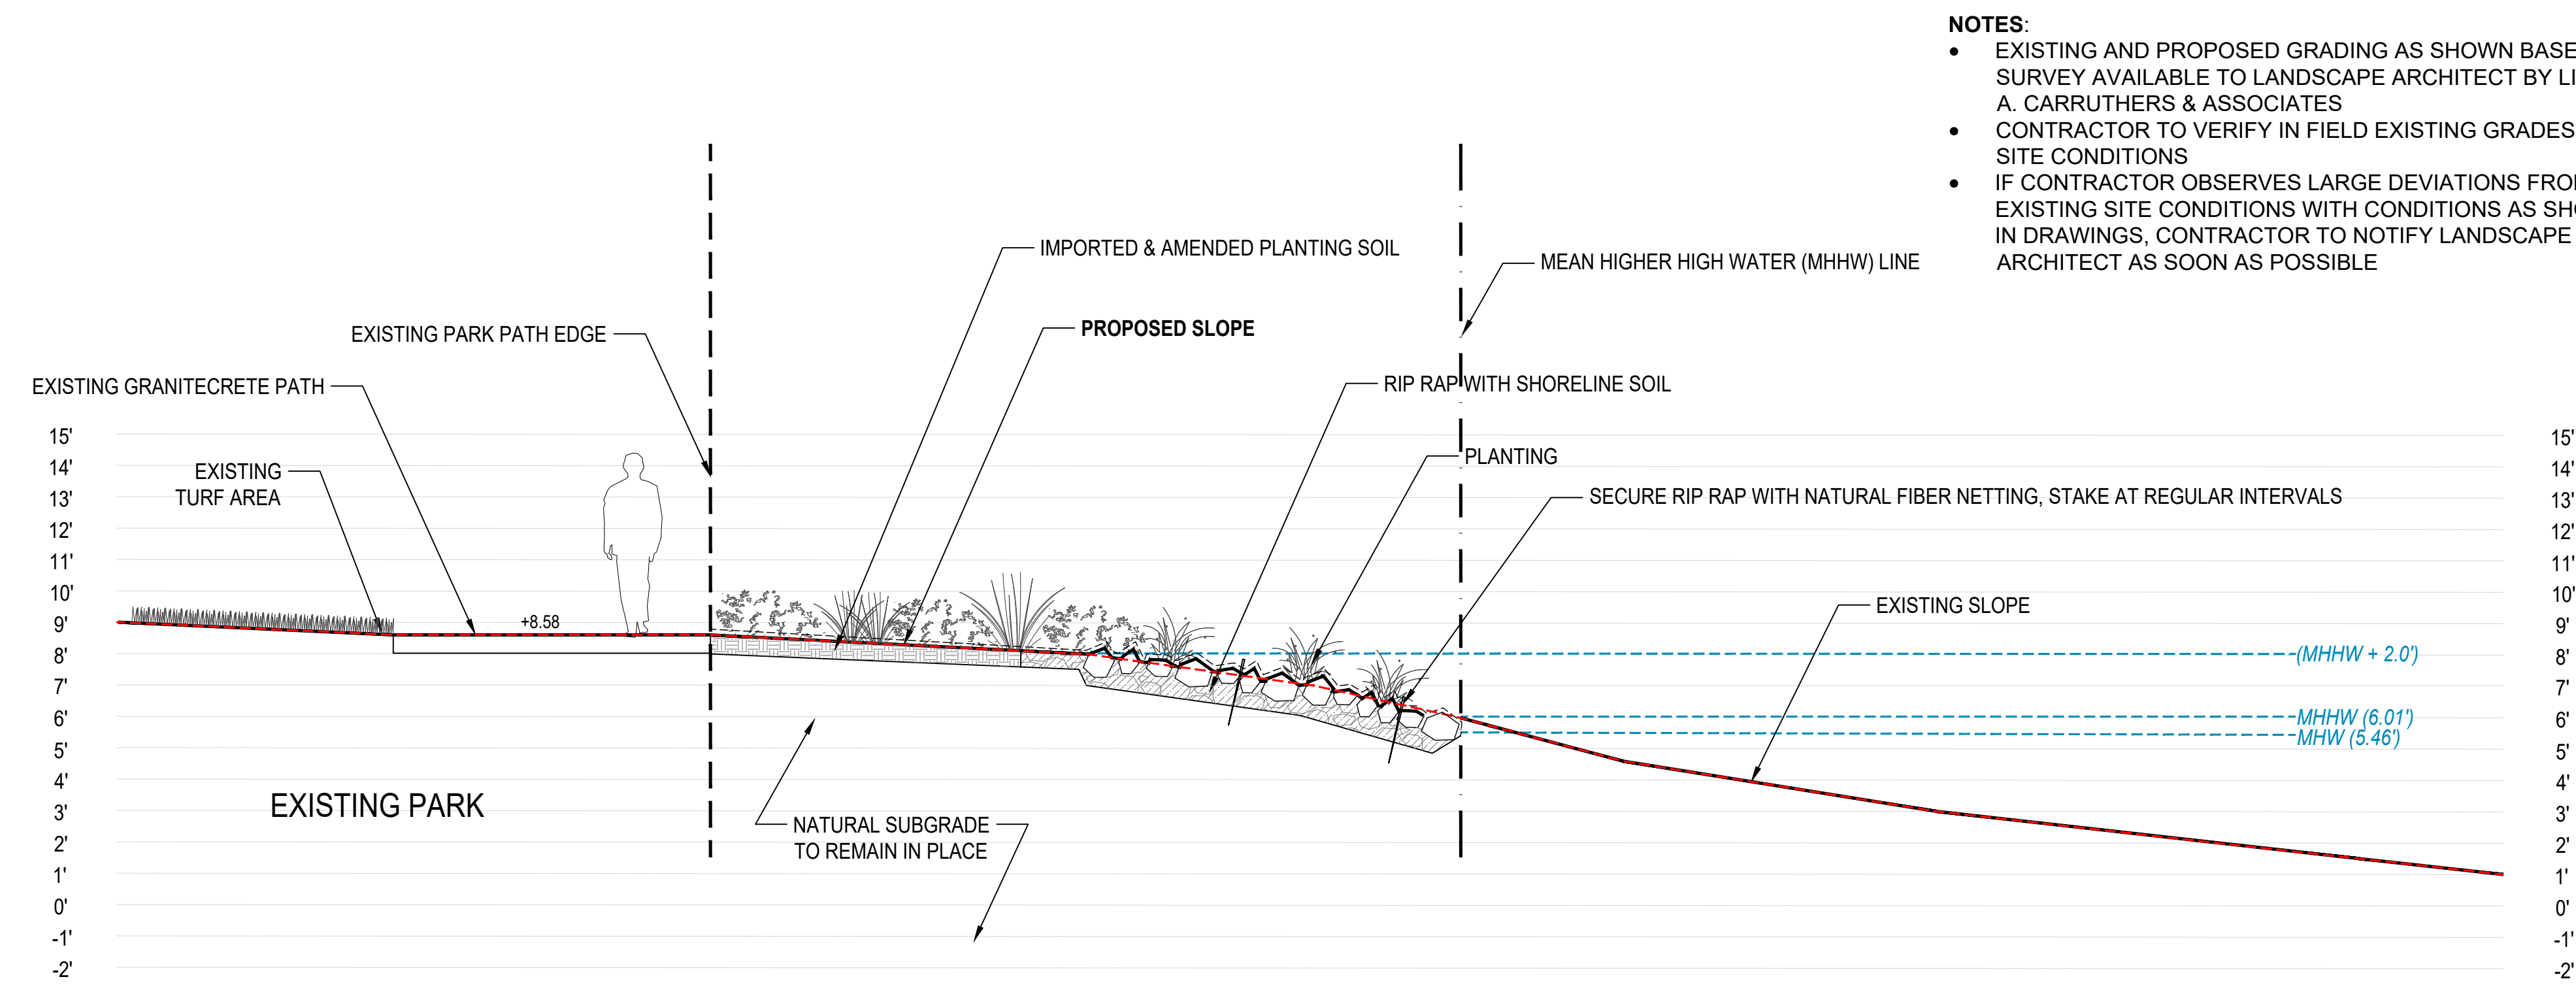 NOTES:
• EXISTING AND PROPOSED GRADING AS SHOWN BASE
SURVEY AVAILABLE TO LANDSCAPE ARCHITECT BY LI
A. CARRUTHERS & ASSOCIATES
• CONTRACTOR TO VERIFY IN FIELD EXISTING GRADES
SITE CONDITIONS
• IF CONTRACTOR OBSERVES LARGE DEVIATIONS FRO
EXISTING SITE CONDITIONS WITH CONDITIONS AS SH
IN DRAWINGS, CONTRACTOR TO NOTIFY LANDSCAPE
ARCHITECT AS SOON AS POSSIBLE
IMPORTED & AMENDED PLANTING SOIL
MEAN HIGHER HIGH WATER (MHHW) LINE
PROPOSED SLOPE
EXISTING PARK PATH EDGE
EXISTING GRANITECRETE PATH
RIP RAP WITH SHORELINE SOIL
PLANTING
EXISTING
TURF AREA
SECURE RIP RAP WITH NATURAL FIBER NETTING, STAKE AT REGULAR INTERVALS
EXISTING SLOPE
+8.58
(MHHW + 2.0')
MHHW (6.01')
MHW (5.46')
EXISTING PARK
NATURAL SUBGRADE
TO REMAIN IN PLACE
15'
14'
13'
12'
11'
10'
9'
8'
7'
6'
5'
4'
3'
2'
1'
0'
-1'
-2'
15'
14'
13'
12'
11'
10'
9'
8'
7'
6'
5'
4'
3'
2'
1'
0'
-1'
-2'